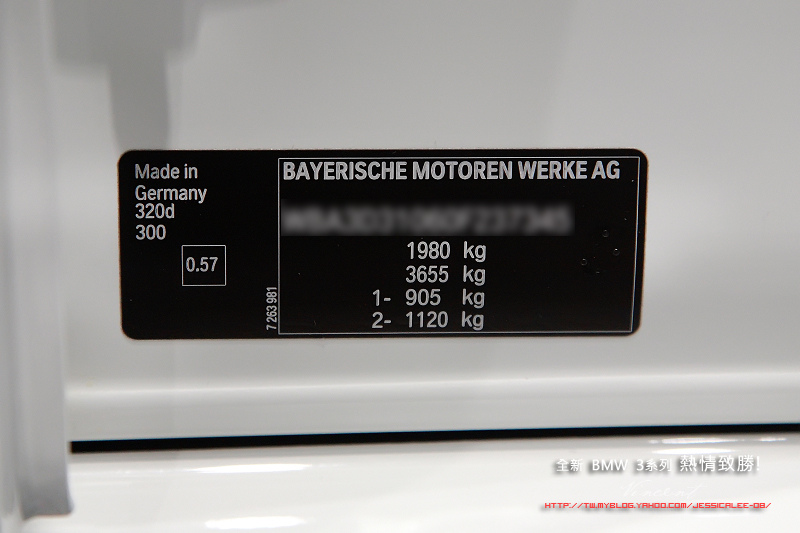 Made in
Germany
320d
300
0.57
7 263 981
BAYERISCHE MOTOREN WERKE AG
1980 kg
3655 kg
1- 905 kg
2- 1120 kg
全新 BMW 3系列 熱情致勝!
HTTP://TW.MYBLOG.YAHOO.COM/JESSICALEE-08/